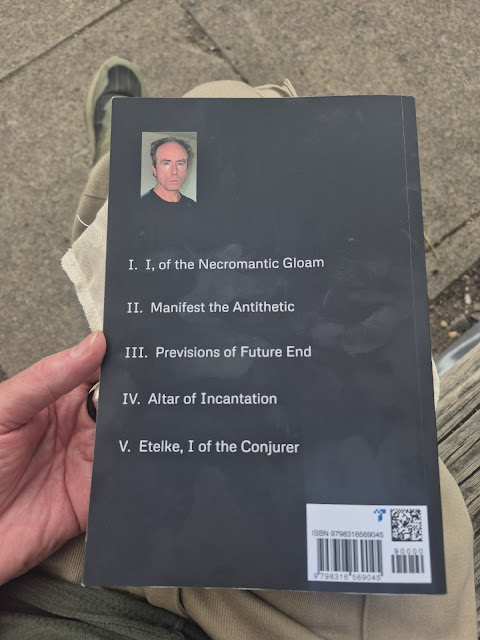 I. I, of the Necromantic Gloam
II. Manifest the Antithetic
III. Previsions of Future End
IV. Altar of Incantation
V. Etelke, I of the Conjurer
ISBN 9798316569045
90000
9 798316 569045